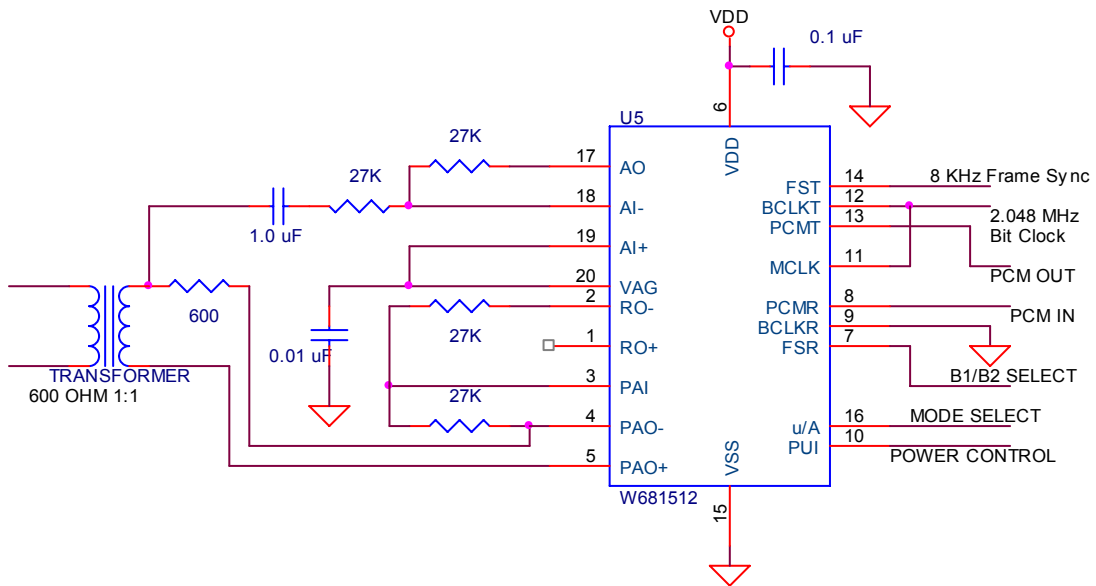 VDD
0.1 uF
6
U5
VDD
27K
17
AO
27K
18
AI-
1.0 uF
19
AI+
20
VAG
2
RO-
600
27K
1
RO+
0.01 uF
3
PAI
TRANSFORMER
600 OHM 1:1
27K
4
PAO-
5
PAO+
W681512
VSS
15
FST
14
8 KHz Frame Sync
BCLKT
12
PCMT
13
2.048 MHz
Bit Clock
MCLK
11
PCM OUT
PCMR
8
PCM IN
BCLKR
9
FSR
7
B1/B2 SELECT
u/A
16
MODE SELECT
PUI
10
POWER CONTROL